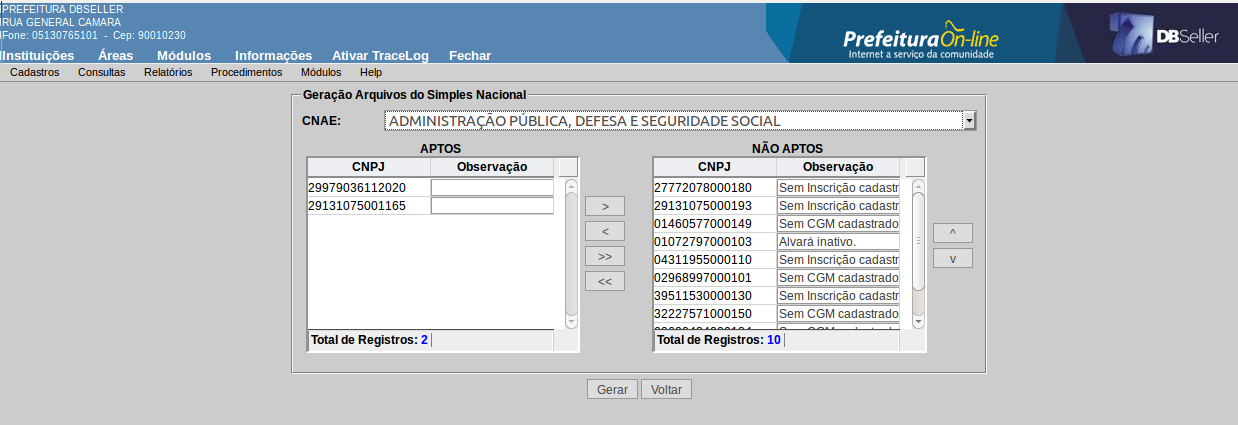 PREFEITURA DBSELLER
RUA GENERAL CAMARA
Fone: 05130765101 - Cep: 90010230
Instituições Áreas Módulos Informações Ativar TraceLog Fechar
PrefeituraOn-line
Internet a serviço da comunidade
DBSeller
Cadastros Consultas Relatórios Procedimentos Módulos Help
Geração Arquivos do Simples Nacional
CNAE: ADMINISTRAÇÃO PÚBLICA, DEFESA E SEGURIDADE SOCIAL
APTOS
CNPJ Observação
29979036112020
29131075001165
Total de Registros: 2
>
<
>>
<<
NÃO APTOS
CNPJ Observação
27772078000180 Sem Inscrição cadastr
29131075000193 Sem Inscrição cadastr
01460577000149 Sem CGM cadastrado
01072797000103 Alvará inativo.
04311955000110 Sem Inscrição cadastr
02968997000101 Sem CGM cadastrado
39511530000130 Sem Inscrição cadastr
32227571000150 Sem CGM cadastrado
Sem CGM cadastrado
Total de Registros: 10
^
v
Gerar Voltar